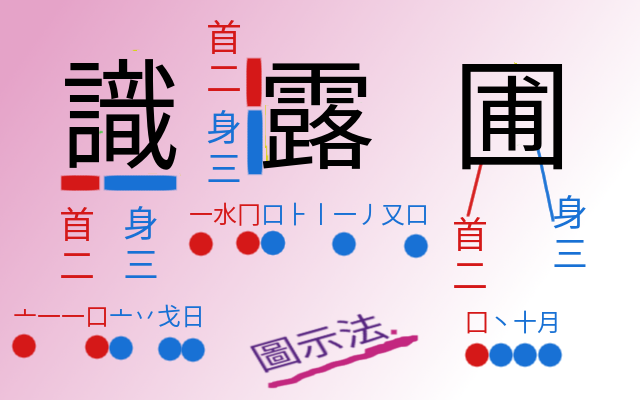 識 露 圃
首二
身三
首二
身三
首二
身三
一水冂口⺊丨一丿又口
亠一一口亠丷戈日
囗丶十月
圖示法.